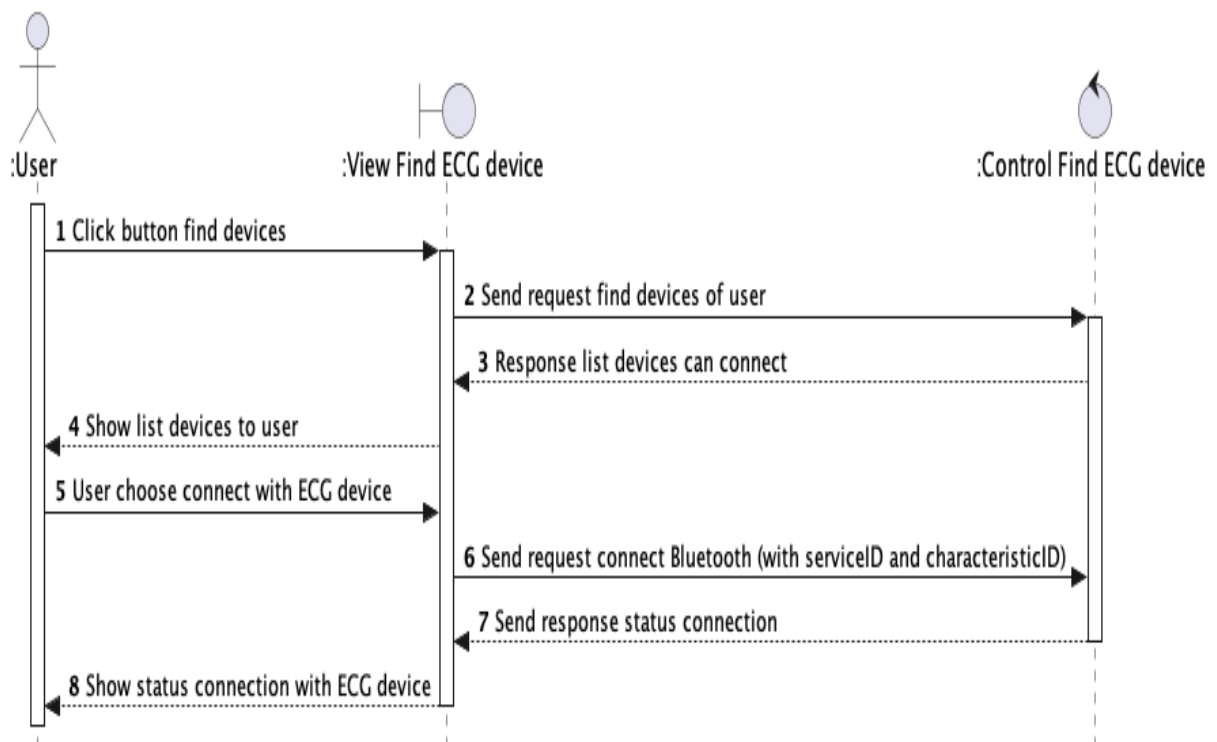 :User
:View Find ECG device
:Control Find ECG device
1 Click button find devices
2 Send request find devices of user
3 Response list devices can connect
4 Show list devices to user
5 User choose connect with ECG device
6 Send request connect Bluetooth (with serviceID and characteristicID)
7 Send response status connection
8 Show status connection with ECG device